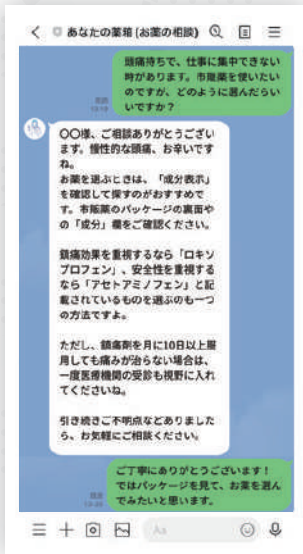 あなたの薬箱 (お薬の相談)
頭痛持ちで、仕事に集中できない
時があります。市販薬を使いたい
のですが、どのように選んだらい
いですか？
〇〇様、ご相談ありがとうござい
ます。慢性的な頭痛、お辛いです
ね。
お薬を選ぶときは、「成分表示」
を確認して探すのがおすすめで
す。市販薬のパッケージの裏面や
の「成分」欄をご確認ください。
鎮痛効果を重視するなら「ロキソ
プロフェン」、安全性を重視する
なら「アセトアミノフェン」と記
載されているものを選ぶのも一つ
の方法ですよ。
ただし、鎮痛剤を月に10日以上服
用しても痛みが治らない場合は、
一度医療機関の受診も視野に入れ
てくださいね。
引き続きご不明点などありました
ら、お気軽にご相談ください。
ご丁寧にありがとうございます！
ではパッケージを見て、お薬を選ん
でみたいと思います。
Aa